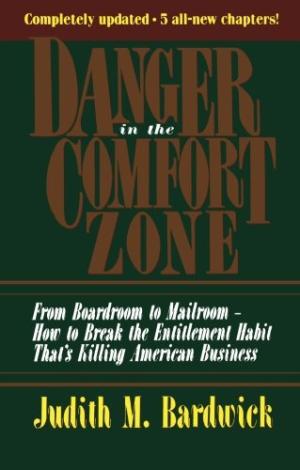 Completely updated • 5 all-new chapters!
DANGER
in the
COMFORT
ZONE
From Boardroom to Mailroom –
How to Break the Entitlement Habit
That's Killing American Business
Judith M. Bardwick